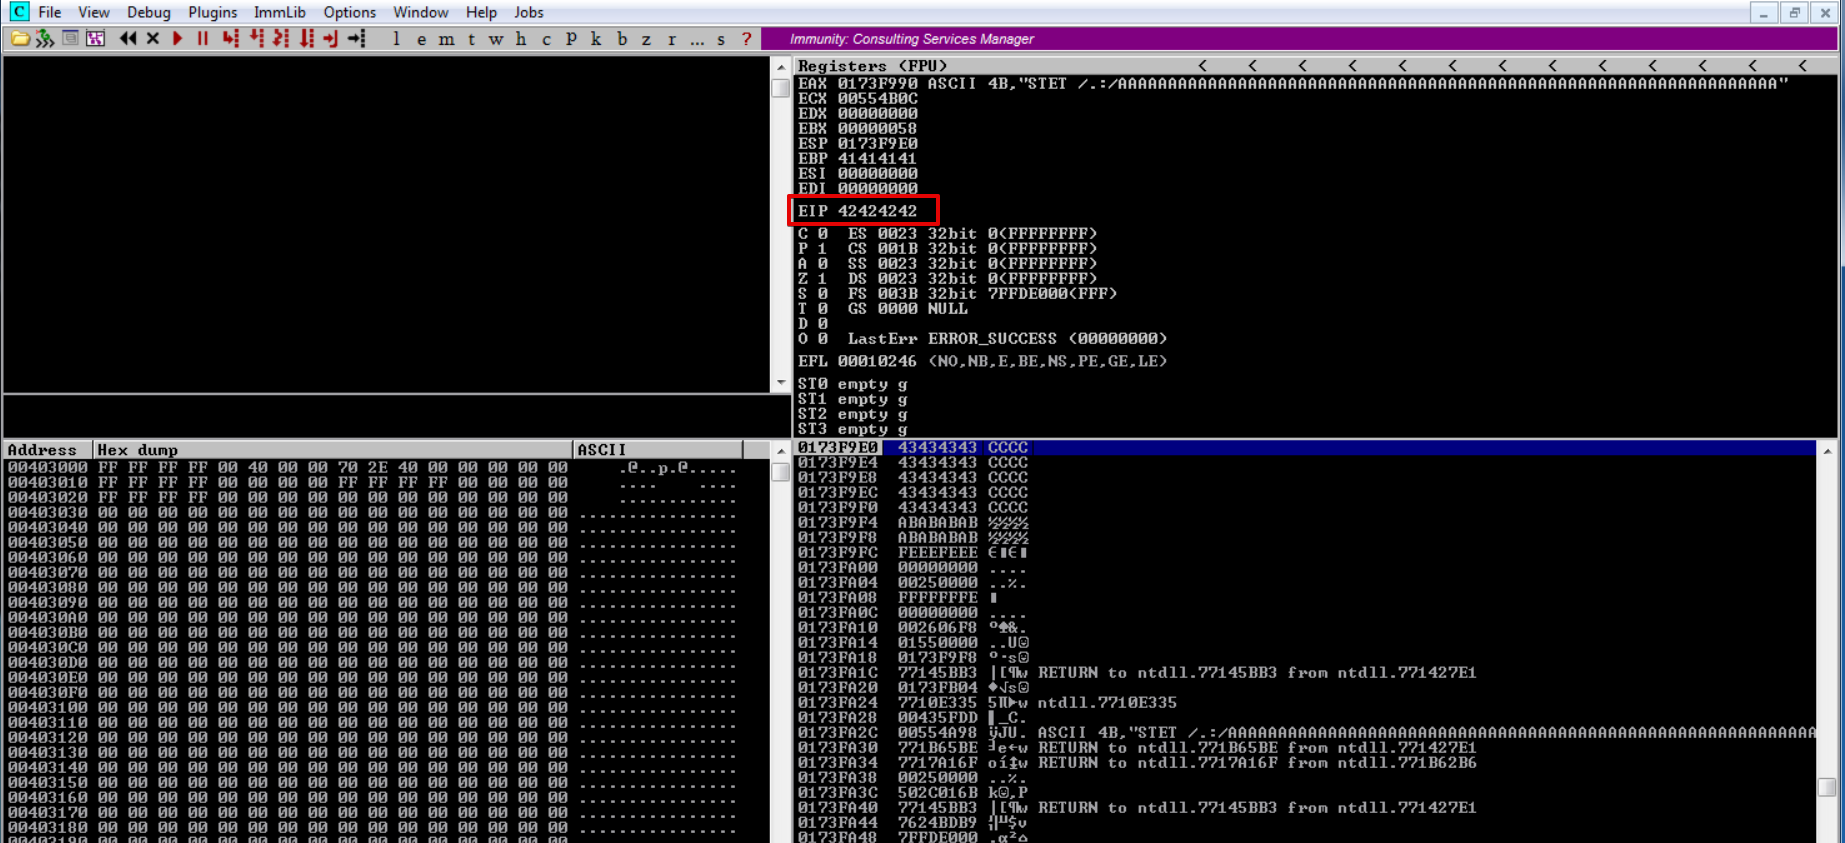 C File View Debug Plugins ImmLib Options Window Help Jobs
l e m t w h c P k b z r ... s ?
Immunity: Consulting Services Manager
Registers (FPU) < < < < < < < < < < < < <
EAX 0173F990 ASCII 4B,"STET /.:/AAAAAAAAAAAAAAAAAAAAAAAAAAAAAAAAAAAAAAAAAAAAAAAAAAAAAAAAAAAAAAAAAA"
ECX 00554B0C
EDX 00000000
EBX 00000058
ESP 0173F9E0
EBP 41414141
ESI 00000000
EDI 00000000
EIP 42424242
C 0 ES 0023 32bit 0(FFFFFFFF)
P 1 CS 001B 32bit 0(FFFFFFFF)
A 0 SS 0023 32bit 0(FFFFFFFF)
Z 1 DS 0023 32bit 0(FFFFFFFF)
S 0 FS 003B 32bit 7FFDE000(FFF)
T 0 GS 0000 NULL
D 0
O 0 LastErr ERROR_SUCCESS (00000000)
EFL 00010246 (NO,NB,E,BE,NS,PE,GE,LE)
ST0 empty g
ST1 empty g
ST2 empty g
ST3 empty g
Address Hex dump ASCII
00403000 FF FF FF FF 00 40 00 00 70 2E 40 00 00 00 00 00 .@..p.@.....
00403010 FF FF FF FF 00 00 00 00 FF FF FF FF 00 00 00 00 .... ....
00403020 FF FF FF FF 00 00 00 00 00 00 00 00 00 00 00 00 ............
00403030 00 00 00 00 00 00 00 00 00 00 00 00 00 00 00 00 ................
00403040 00 00 00 00 00 00 00 00 00 00 00 00 00 00 00 00 ................
00403050 00 00 00 00 00 00 00 00 00 00 00 00 00 00 00 00 ................
00403060 00 00 00 00 00 00 00 00 00 00 00 00 00 00 00 00 ................
00403070 00 00 00 00 00 00 00 00 00 00 00 00 00 00 00 00 ................
00403080 00 00 00 00 00 00 00 00 00 00 00 00 00 00 00 00 ................
00403090 00 00 00 00 00 00 00 00 00 00 00 00 00 00 00 00 ................
004030A0 00 00 00 00 00 00 00 00 00 00 00 00 00 00 00 00 ................
004030B0 00 00 00 00 00 00 00 00 00 00 00 00 00 00 00 00 ................
004030C0 00 00 00 00 00 00 00 00 00 00 00 00 00 00 00 00 ................
004030D0 00 00 00 00 00 00 00 00 00 00 00 00 00 00 00 00 ................
004030E0 00 00 00 00 00 00 00 00 00 00 00 00 00 00 00 00 ................
004030F0 00 00 00 00 00 00 00 00 00 00 00 00 00 00 00 00 ................
00403100 00 00 00 00 00 00 00 00 00 00 00 00 00 00 00 00 ................
00403110 00 00 00 00 00 00 00 00 00 00 00 00 00 00 00 00 ................
00403120 00 00 00 00 00 00 00 00 00 00 00 00 00 00 00 00 ................
00403130 00 00 00 00 00 00 00 00 00 00 00 00 00 00 00 00 ................
00403140 00 00 00 00 00 00 00 00 00 00 00 00 00 00 00 00 ................
00403150 00 00 00 00 00 00 00 00 00 00 00 00 00 00 00 00 ................
00403160 00 00 00 00 00 00 00 00 00 00 00 00 00 00 00 00 ................
00403170 00 00 00 00 00 00 00 00 00 00 00 00 00 00 00 00 ................
00403180 00 00 00 00 00 00 00 00 00 00 00 00 00 00 00 00 ................
0173F9E0 43434343 CCCC
0173F9E4 43434343 CCCC
0173F9E8 43434343 CCCC
0173F9EC 43434343 CCCC
0173F9F0 43434343 CCCC
0173F9F4 ABABABAB ½½½½
0173F9F8 ABABABAB ½½½½
0173F9FC FEEEFEEE
0173FA00 00000000 ....
0173FA04 00250000 ..%.
0173FA08 FFFFFFFE
0173FA0C 00000000 ....
0173FA10 002606F8 °♠&.
0173FA14 01550000 ..U☺
0173FA18 0173F9F8 °·s☺
0173FA1C 77145BB3 |[¶w RETURN to ntdll.77145BB3 from ntdll.771427E1
0173FA20 0173FB04 ♦√s☺
0173FA24 7710E335 ntdll.7710E335
0173FA28 00435FDD ▌_C.
0173FA2C 00554A98 ÿJU. ASCII 4B,"STET /.:/AAAAAAAAAAAAAAAAAAAAAAAAAAAAAAAAAAAAAAAAAAAAAAAAAAAAAAAAAAA
0173FA30 771B65BE ╛e←w RETURN to ntdll.771B65BE from ntdll.771427E1
0173FA34 7717A16F oí↨w RETURN to ntdll.7717A16F from ntdll.771B62B6
0173FA38 00250000 ..%.
0173FA3C 502C016B k☺,P
0173FA40 77145BB3 |[¶w RETURN to ntdll.77145BB3 from ntdll.771427E1
0173FA44 7624BDB9
0173FA48 7FFDE000 .α²⌂